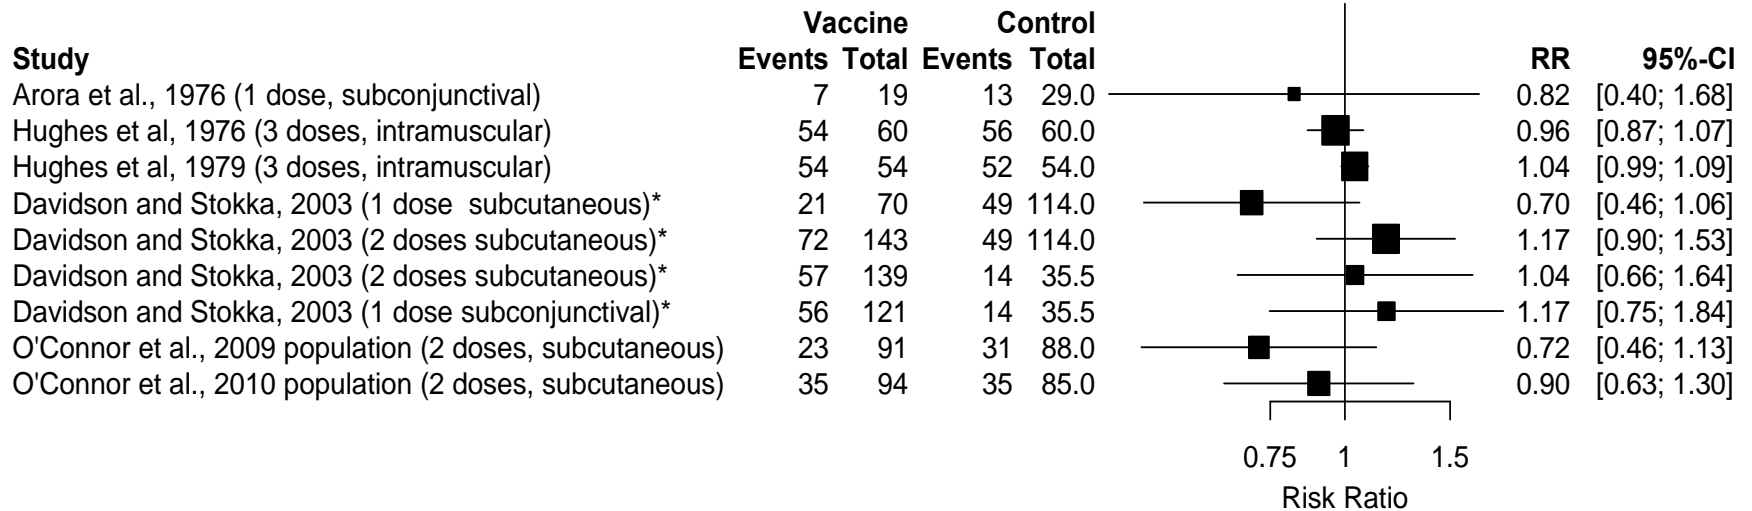 Vaccine Control
Study Events Total Events Total RR 95%-CI
Arora et al., 1976 (1 dose, subconjunctival) 7 19 13 29.0 0.82 [0.40; 1.68]
Hughes et al, 1976 (3 doses, intramuscular) 54 60 56 60.0 0.96 [0.87; 1.07]
Hughes et al, 1979 (3 doses, intramuscular) 54 54 52 54.0 1.04 [0.99; 1.09]
Davidson and Stokka, 2003 (1 dose  subcutaneous)* 21 70 49 114.0 0.70 [0.46; 1.06]
Davidson and Stokka, 2003 (2 doses subcutaneous)* 72 143 49 114.0 1.17 [0.90; 1.53]
Davidson and Stokka, 2003 (2 doses subcutaneous)* 57 139 14 35.5 1.04 [0.66; 1.64]
Davidson and Stokka, 2003 (1 dose subconjunctival)* 56 121 14 35.5 1.17 [0.75; 1.84]
O'Connor et al., 2009 population (2 doses, subcutaneous) 23 91 31 88.0 0.72 [0.46; 1.13]
O'Connor et al., 2010 population (2 doses, subcutaneous) 35 94 35 85.0 0.90 [0.63; 1.30]
0.75 1 1.5
Risk Ratio